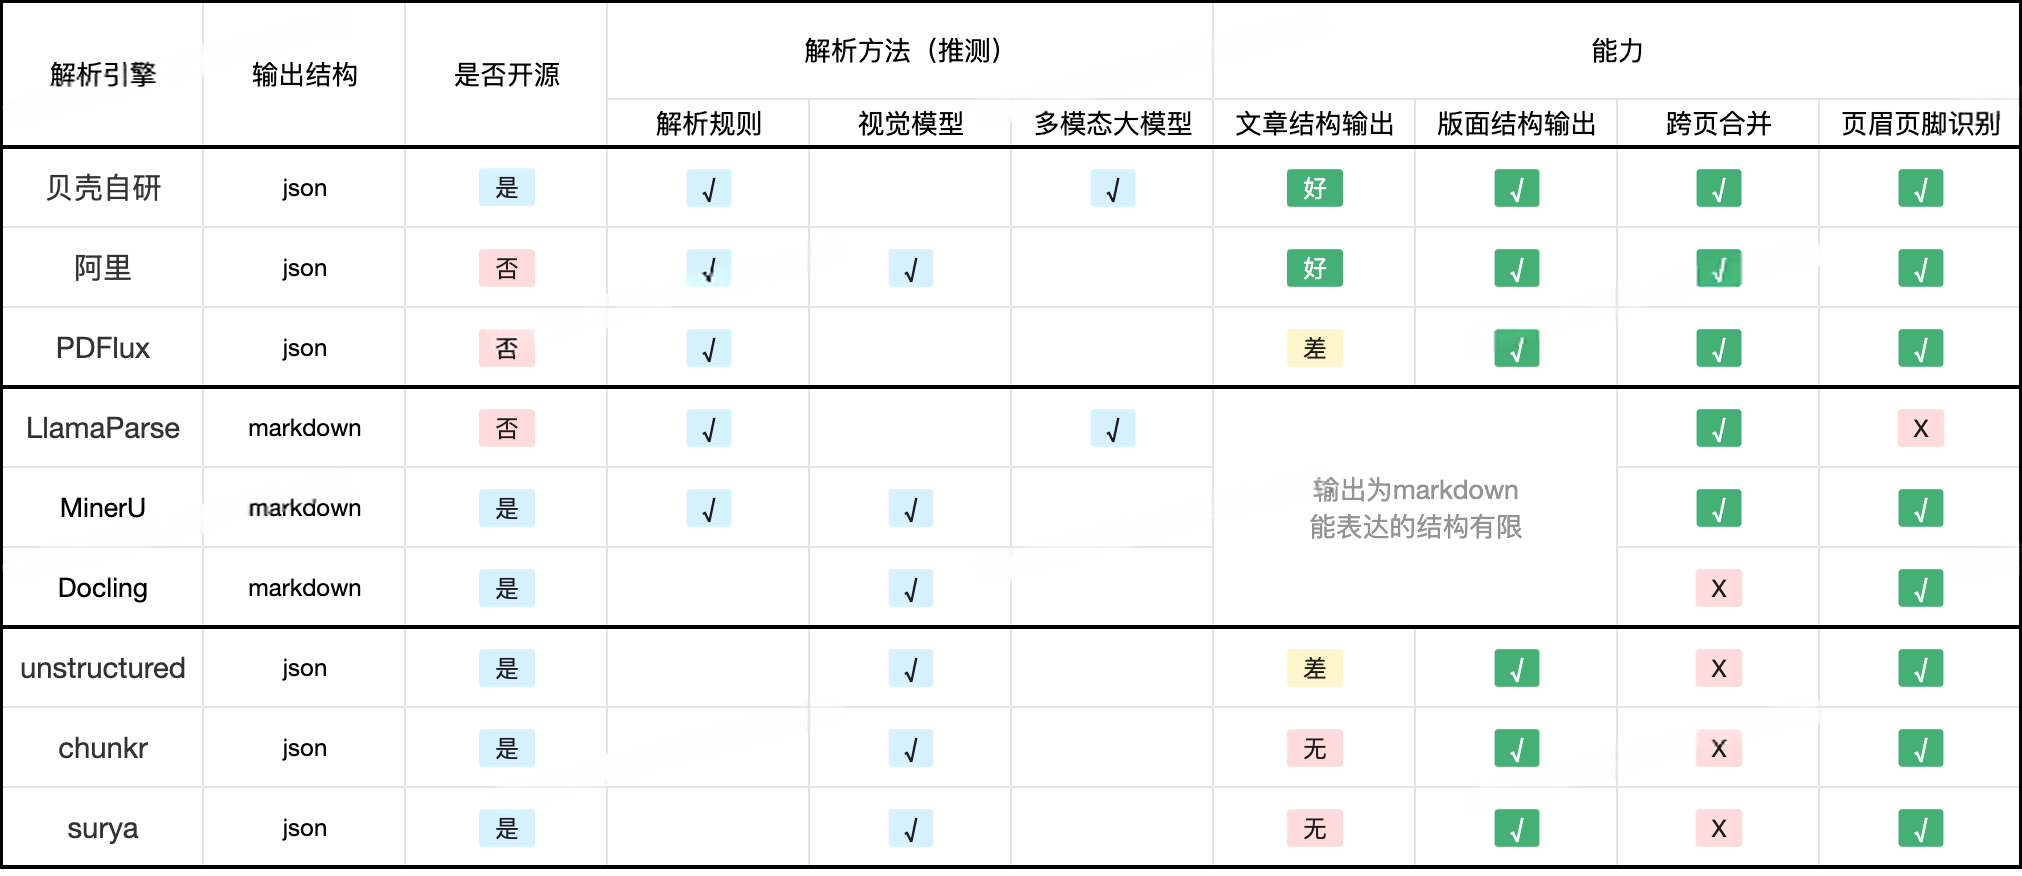 解析引擎 输出结构 是否开源 解析方法（推测） 能力
解析规则 视觉模型 多模态大模型 文章结构输出 版面结构输出 跨页合并 页眉页脚识别
贝壳自研 json 是 √ √ 好 √ √ √
阿里 json 否 √ √ 好 √ √ √
PDFlux json 否 √ 差 √ √ √
LlamaParse markdown 否 √ √ √ X
输出为markdown
能表达的结构有限
MinerU markdown 是 √ √ √ √
Docling markdown 是 √ X √
unstructured json 是 √ 差 √ X √
chunkr json 是 √ 无 √ X √
surya json 是 √ 无 √ X √